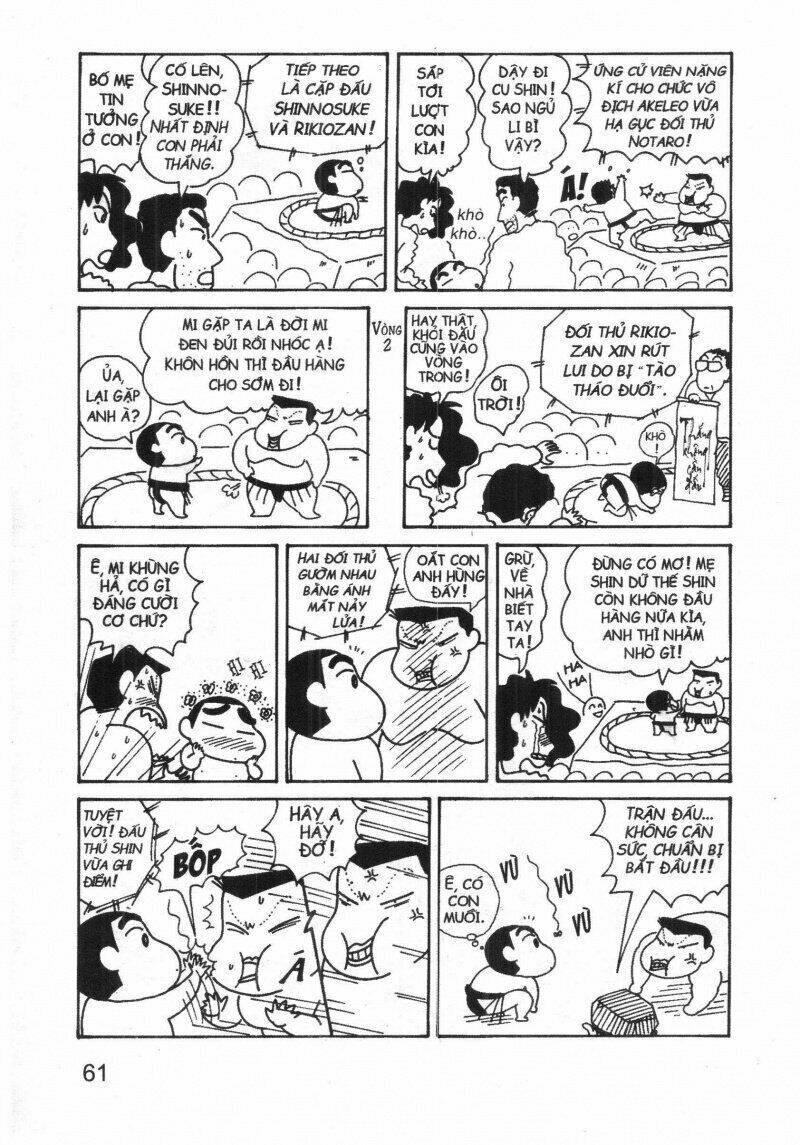 ỨNG CỬ VIÊN NẶNG
KÍ CHO CHỨC VÔ
ĐỊCH AKELEO VỪA
HẠ GỤC ĐỐI THỦ
NOTARO!
DẬY ĐI
CU SHIN!
SAO NGỦ
LI BÌ
VẬY?
SẮP
TỚI
LƯỢT
CON
KÌA!
Á!
khò
khò..
TIẾP THEO
LÀ CẶP ĐẤU
SHINNOSUKE
VÀ RIKIOZAN!
CỐ LÊN,
SHINNO-
SUKE!!
NHẤT ĐỊNH
CON PHẢI
THẮNG.
BỐ MẸ
TIN
TƯỞNG
Ở CON!
ĐỐI THỦ RIKIO-
ZAN XIN RÚT
LUI DO BỊ “TÀO
THÁO ĐUỔI”.
Thắng
không
cần
đấu!
KHÒ
!
ÔI
TRỜI!
HAY THẬT,
KHỎI ĐẤU
CŨNG VÀO
VÒNG
TRONG!
VÒNG
2
MI GẶP TA LÀ ĐỜI MI
ĐEN ĐỦI RỒI NHÓC Ạ!
KHÔN HỒN THÌ ĐẦU HÀNG
CHO SỚM ĐI!
ỦA,
LẠI GẶP
ANH À?
ĐỪNG CÓ MƠ! MẸ
SHIN DỮ THẾ SHIN
CÒN KHÔNG ĐẦU
HÀNG NỮA KÌA,
ANH THÌ NHẰM
NHÒ GÌ!
HA
HA
GRỪ,
VỀ
NHÀ
BIẾT
TAY
TA!
OẮT CON
ANH HÙNG
ĐẤY!
HAI ĐỐI THỦ
GƯỜM NHAU
BẰNG ÁNH
MẮT NẢY
LỬA!
Ê, MI KHÙNG
HẢ, CÓ GÌ
ĐÁNG CƯỜI
CƠ CHỨ?
HI
HI
TRẬN ĐẤU...
KHÔNG CÂN
SỨC CHUẨN BỊ
BẮT ĐẦU!!!
VÙ
VÙ
VÙ
Ê, CÓ
CON
MUỖI.
HÂY A,
HÃY
ĐỠ!
BỐP
Á
TUYỆT
VỜI! ĐẤU
THỦ SHIN
VỪA GHI
ĐIỂM!
61